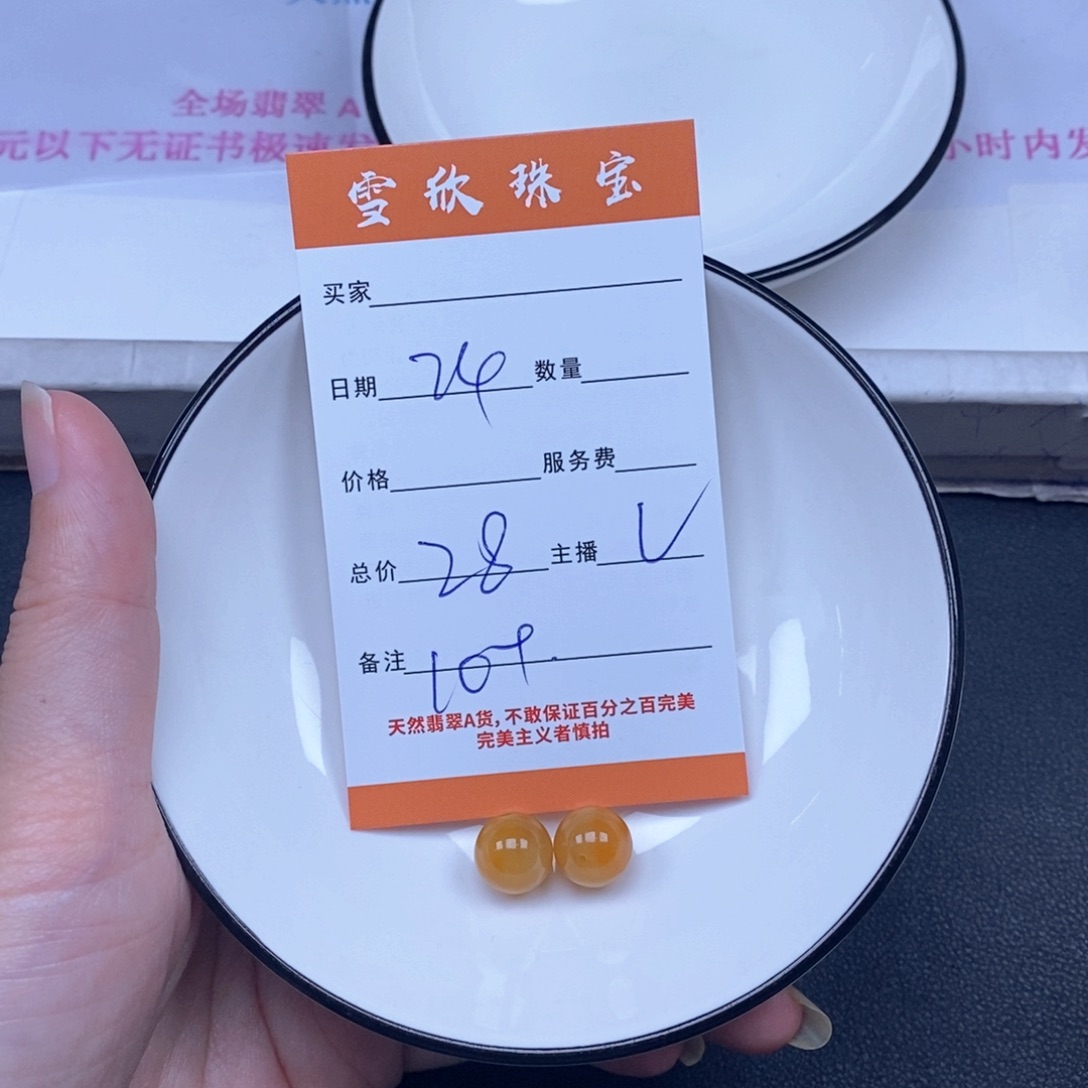 全场翡翠A
元以下无证书极速发
小时内发
雪欣珠宝
买家
日期 24 数量
价格 服务费
总价 28 主播 V
备注
天然翡翠A货，不敢保证百分之百完美
完美主义者慎拍